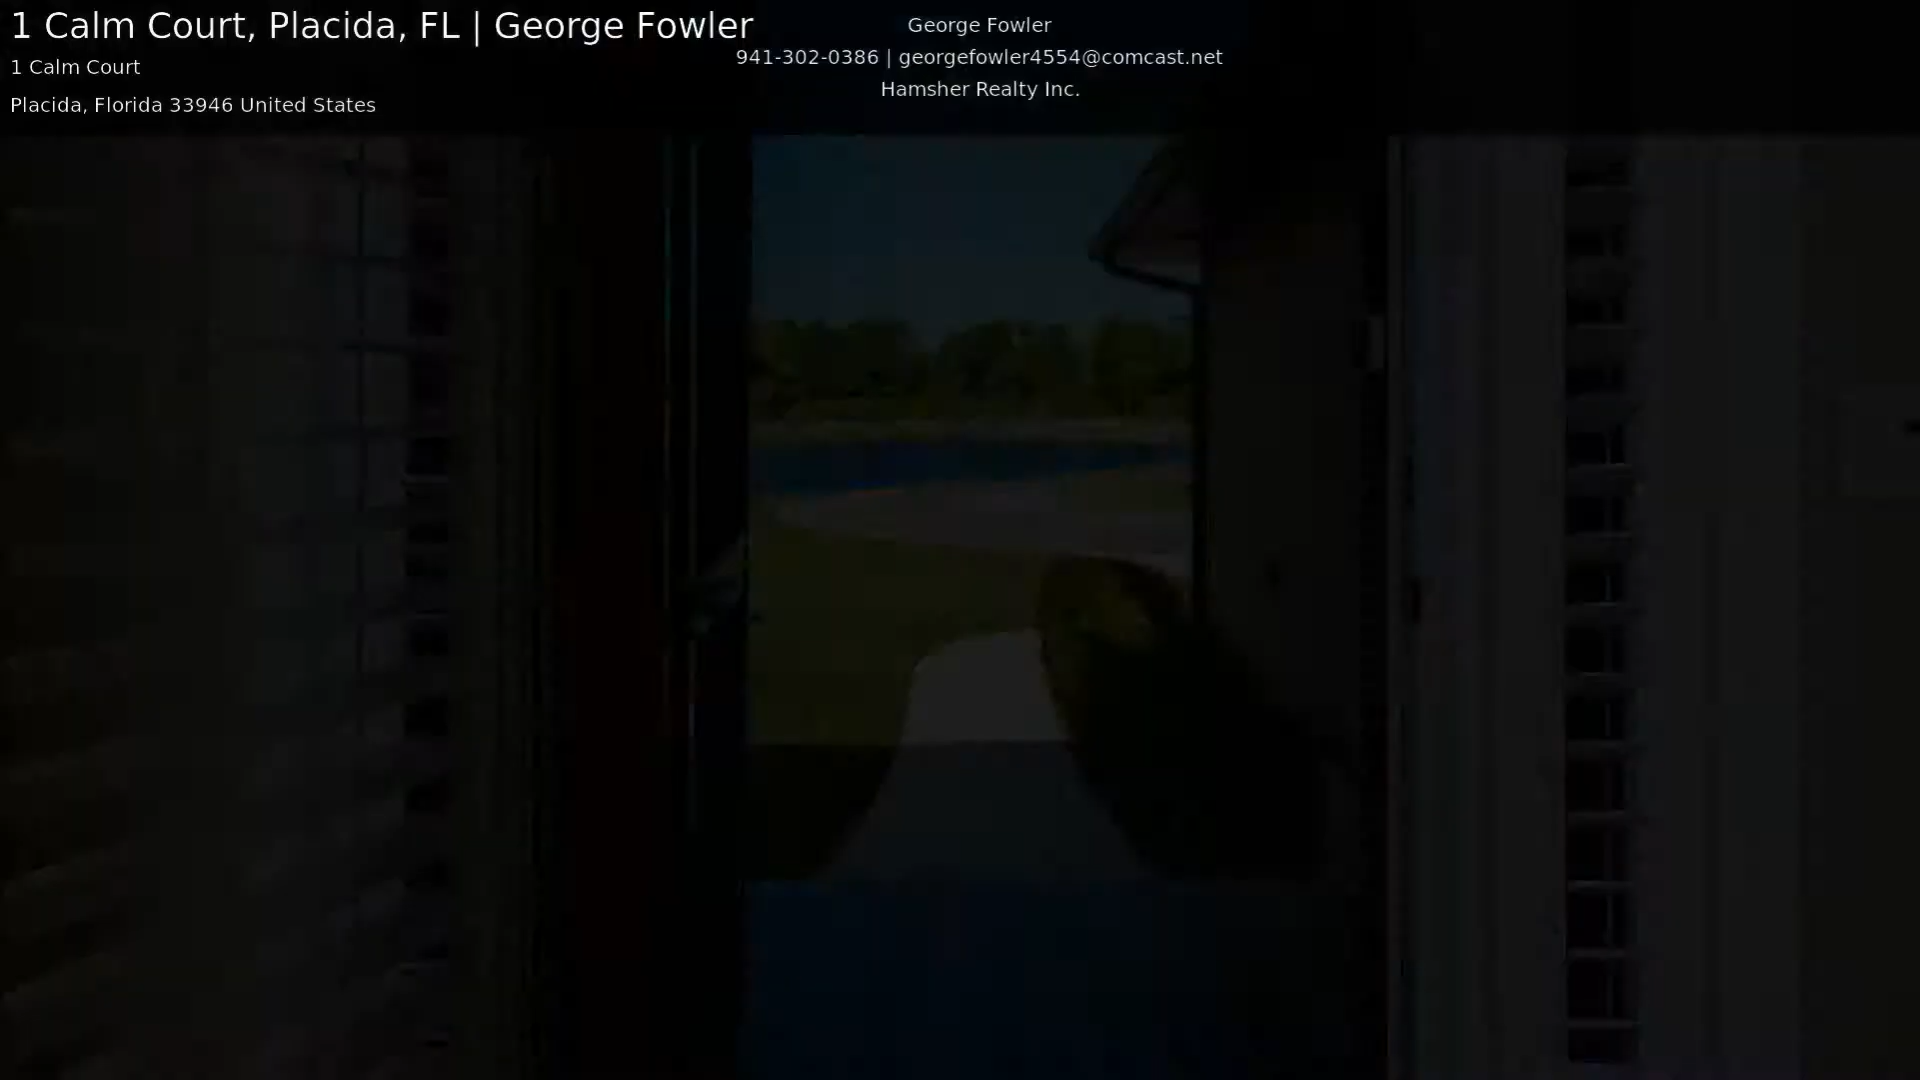 1 Calm Court, Placida, FL | George Fowler
1 Calm Court
Placida, Florida 33946 United States
George Fowler
941-302-0386 | georgefowler4554@comcast.net
Hamsher Realty Inc.